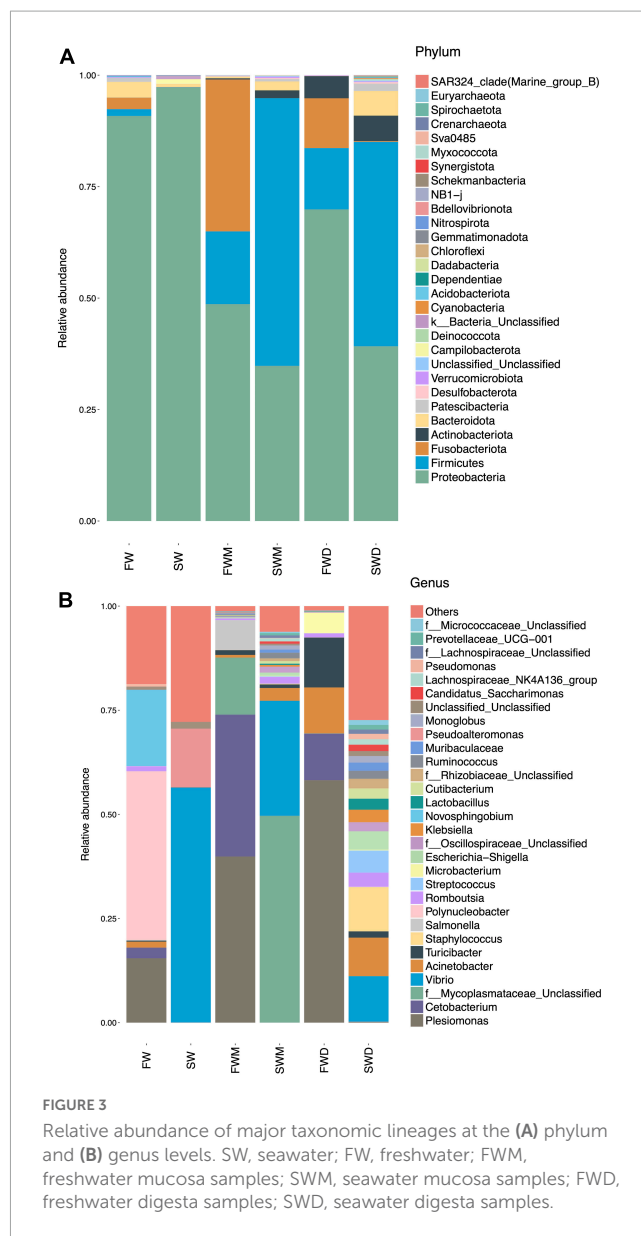 A
Phylum
Relative abundance
1.00
0.75
0.50
0.25
0.00
FW
SW
FWM
SWM
FWD
SWD
SAR324_clade(Marine_group_B)
Euryarchaeota
Spirochaetota
Crenarchaeota
Sva0485
Myxococcota
Synergistota
Schekmanbacteria
NB1-j
Bdellovibrionota
Nitrospirota
Gemmatimonadota
Chloroflexi
Dadabacteria
Dependentiae
Acidobacteriota
Cyanobacteria
k__Bacteria_Unclassified
Deinococcota
Campilobacterota
Unclassified_Unclassified
Verrucomicrobiota
Desulfobacterota
Patescibacteria
Bacteroidota
Actinobacteriota
Fusobacteriota
Firmicutes
Proteobacteria
B
Genus
Relative abundance
1.00
0.75
0.50
0.25
0.00
FW
SW
FWM
SWM
FWD
SWD
Others
f__Micrococcaceae_Unclassified
Prevotellaceae_UCG-001
f__Lachnospiraceae_Unclassified
Pseudomonas
Lachnospiraceae_NK4A136_group
Candidatus_Saccharimonas
Unclassified_Unclassified
Monoglobus
Pseudoalteromonas
Muribaculaceae
Ruminococcus
f__Rhizobiaceae_Unclassified
Cutibacterium
Lactobacillus
Novosphingobium
Klebsiella
f__Oscillospiraceae_Unclassified
Escherichia-Shigella
Microbacterium
Streptococcus
Romboutsia
Polynucleobacter
Salmonella
Staphylococcus
Turicibacter
Acinetobacter
Vibrio
f__Mycoplasmataceae_Unclassified
Cetobacterium
Plesiomonas
FIGURE 3
Relative abundance of major taxonomic lineages at the (A) phylum
and (B) genus levels. SW, seawater; FW, freshwater; FWM,
freshwater mucosa samples; SWM, seawater mucosa samples; FWD,
freshwater digesta samples; SWD, seawater digesta samples.